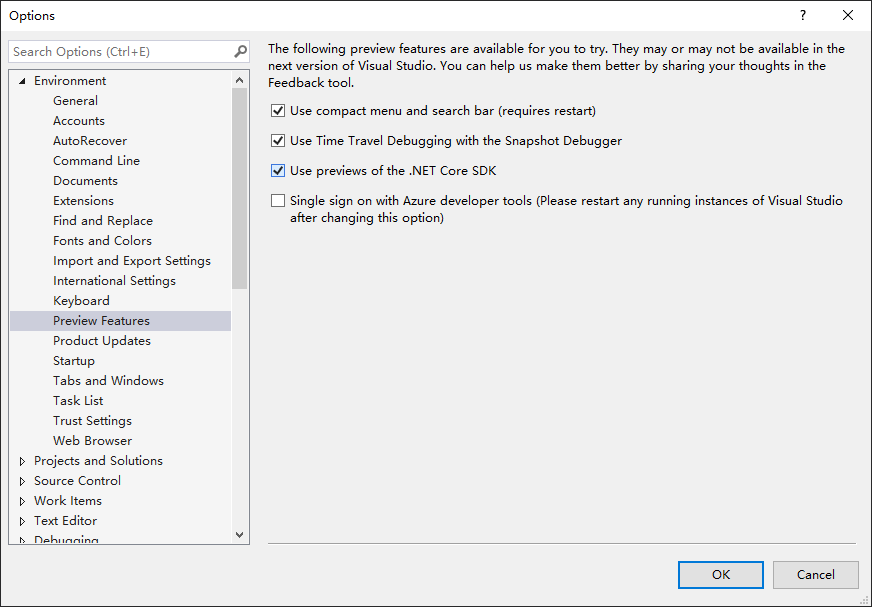 Options
?
Search Options (Ctrl+E)
Environment
General
Accounts
AutoRecover
Command Line
Documents
Extensions
Find and Replace
Fonts and Colors
Import and Export Settings
International Settings
Keyboard
Preview Features
Product Updates
Startup
Tabs and Windows
Task List
Trust Settings
Web Browser
Projects and Solutions
Source Control
Work Items
Text Editor
Debugging
The following preview features are available for you to try. They may or may not be available in the
next version of Visual Studio. You can help us make them better by sharing your thoughts in the
Feedback tool.
Use compact menu and search bar (requires restart)
Use Time Travel Debugging with the Snapshot Debugger
Use previews of the .NET Core SDK
Single sign on with Azure developer tools (Please restart any running instances of Visual Studio
after changing this option)
OK
Cancel